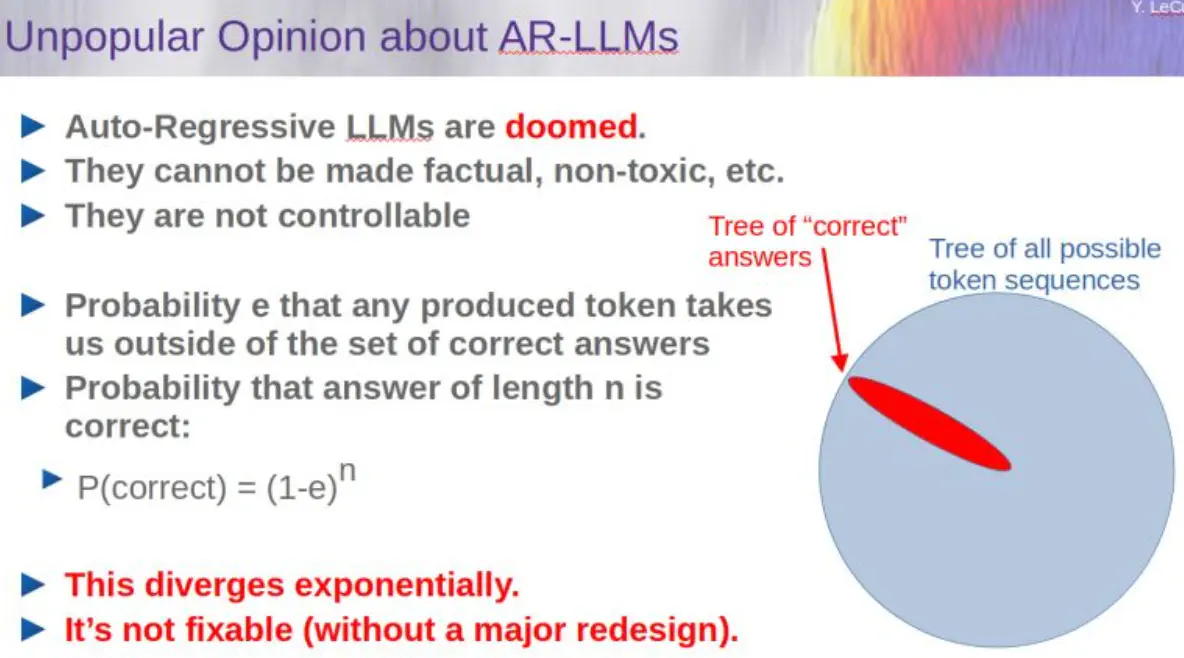 Y. LeC
Unpopular Opinion about AR-LLMs
► Auto-Regressive LLMs are doomed.
► They cannot be made factual, non-toxic, etc.
► They are not controllable
Tree of “correct”
answers
Tree of all possible
token sequences
► Probability e that any produced token takes
us outside of the set of correct answers
► Probability that answer of length n is
correct:
► P(correct) = (1-e)^n
► This diverges exponentially.
► It’s not fixable (without a major redesign).